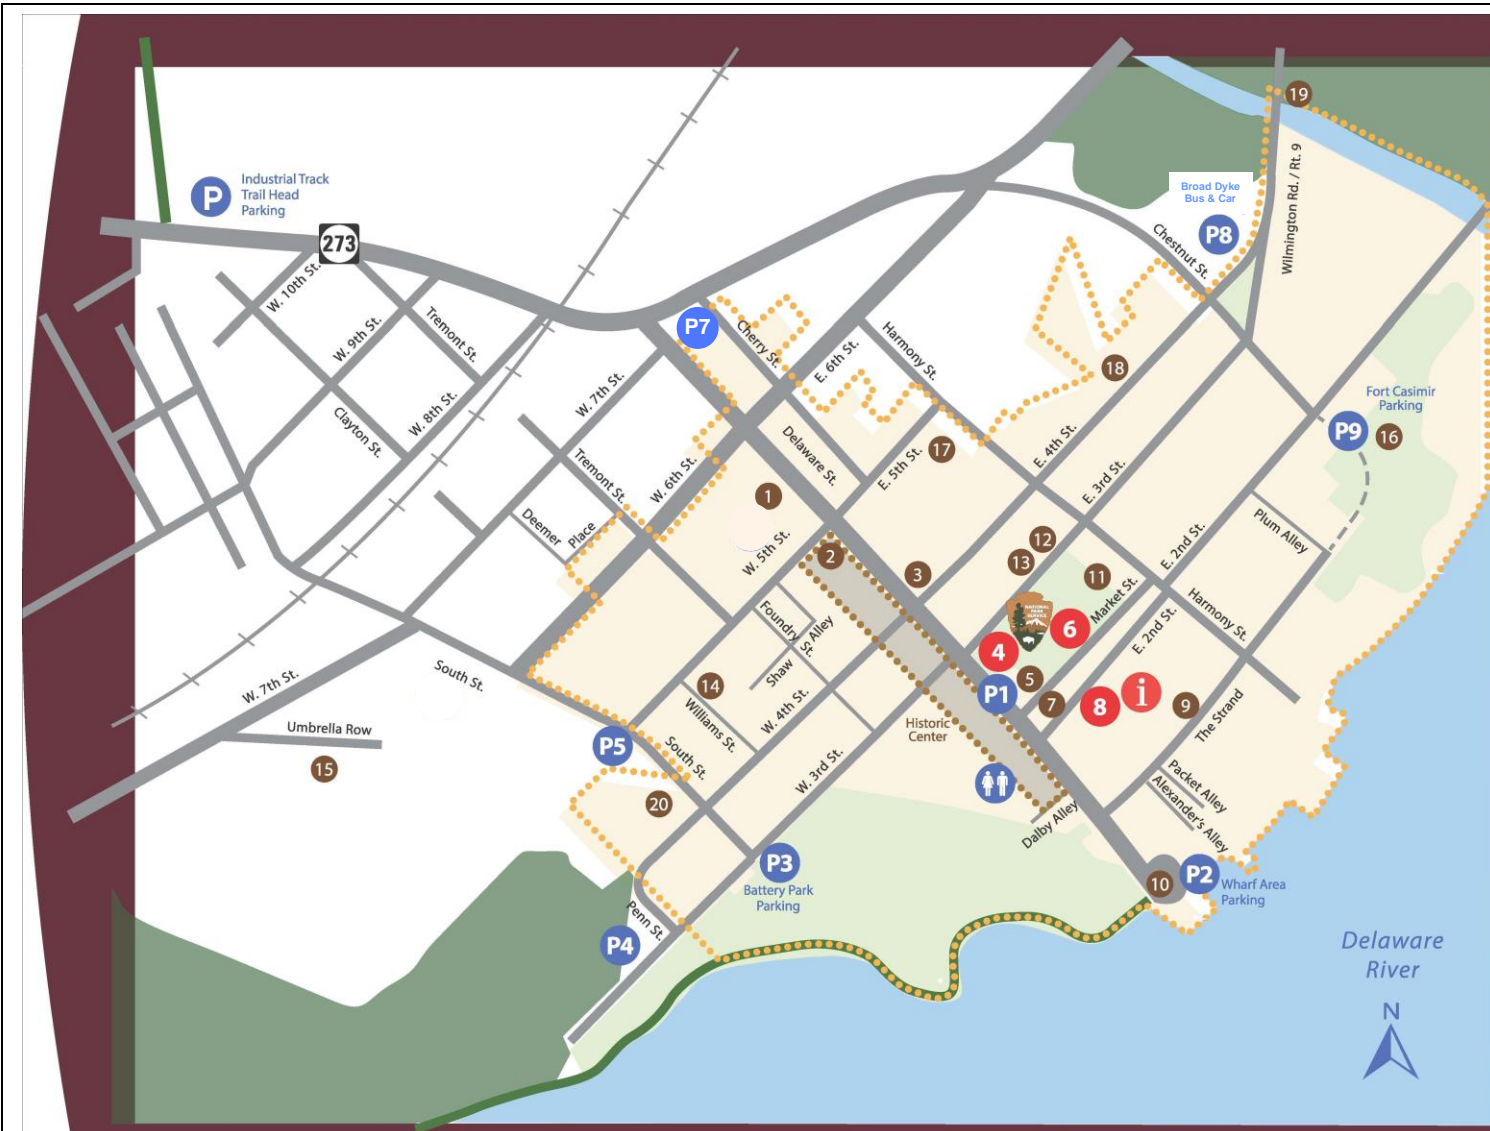 19
Broad Dyke
Bus & Car
P8
Wilmington Rd. / Rt. 9
Industrial Track
Trail Head
Parking
P
273
Chestnut St.
W. 10th St.
W. 9th St.
Tremont St.
P7
Cherry St.
E. 6th St.
Harmony St.
18
W. 8th St.
Clayton St.
W. 7th St.
Fort Casimir
Parking
P9
16
Delaware St.
E. 5th St.
17
E. 4th St.
E. 3rd St.
Tremont St.
W. 6th St.
1
Deemer
Place
W. 5th St.
2
3
12
13
11
E. 2nd St.
Plum Alley
Market St.
Harmony St.
NATIONAL
PARK
SERVICE
6
4
5
E. 2nd St.
Foundry St.
Shaw Alley
14
Williams St.
W. 4th St.
South St.
W. 7th St.
Umbrella Row
15
P5
South St.
20
W. 3rd St.
Historic
Center
P1
7
8
i
9
The Strand
Packet Alley
Alexander's Alley
Dalby Alley
P3
Battery Park
Parking
10
P2
Wharf Area
Parking
Penn St.
P4
Delaware
River
N